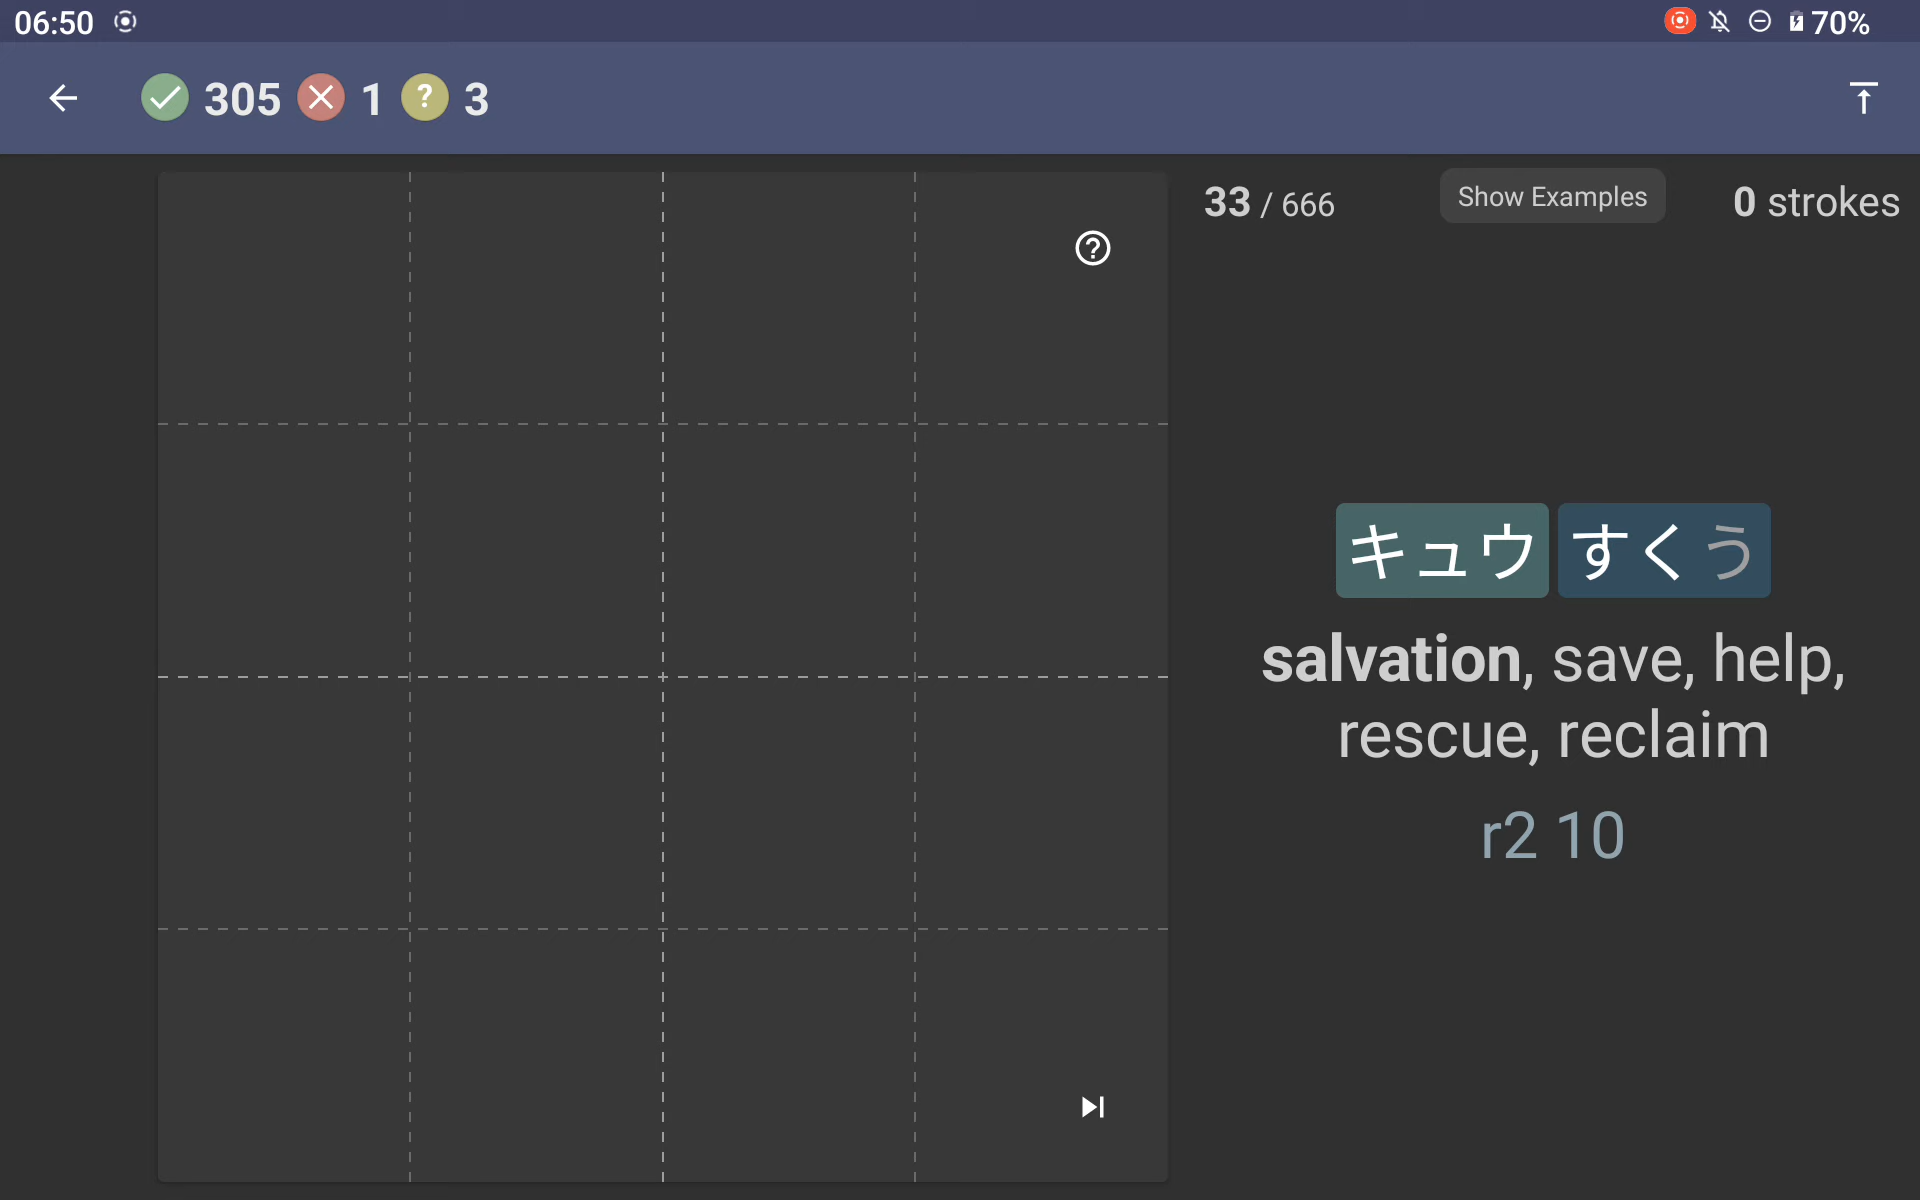 06:50 70%
305 1 ? 3
33 / 666 Show Examples 0 strokes
キュウ すくう
salvation, save, help,
rescue, reclaim
r2 10